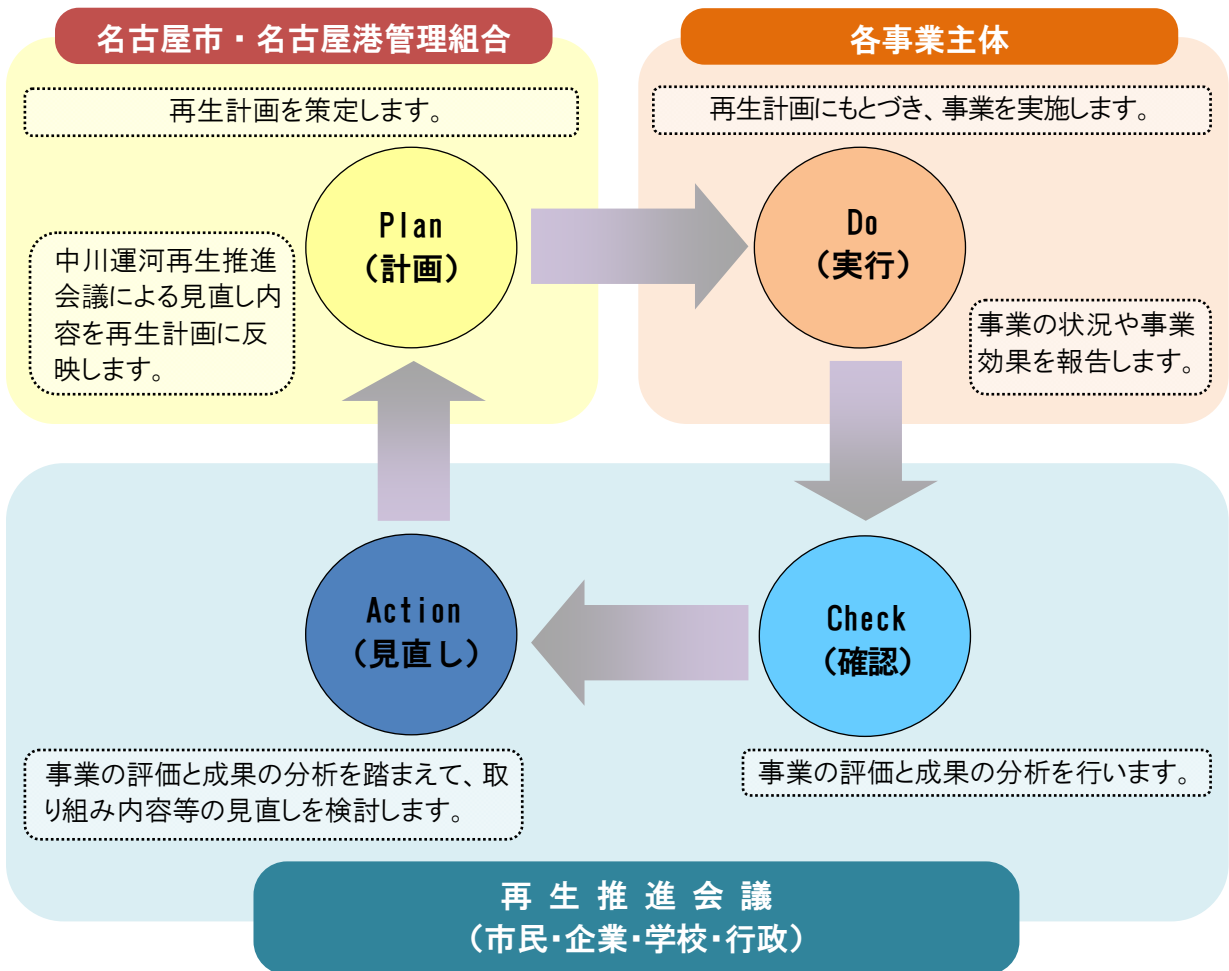 名古屋市・名古屋港管理組合
再生計画を策定します。
Plan
(計画)
中川運河再生推進
会議による見直し内
容を再生計画に反
映します。
各事業主体
再生計画にもとづき、事業を実施します。
Do
(実行)
事業の状況や事業
効果を報告します。
Check
(確認)
事業の評価と成果の分析を行います。
Action
(見直し)
事業の評価と成果の分析を踏まえて、取
り組み内容等の見直しを検討します。
再生推進会議
(市民・企業・学校・行政)